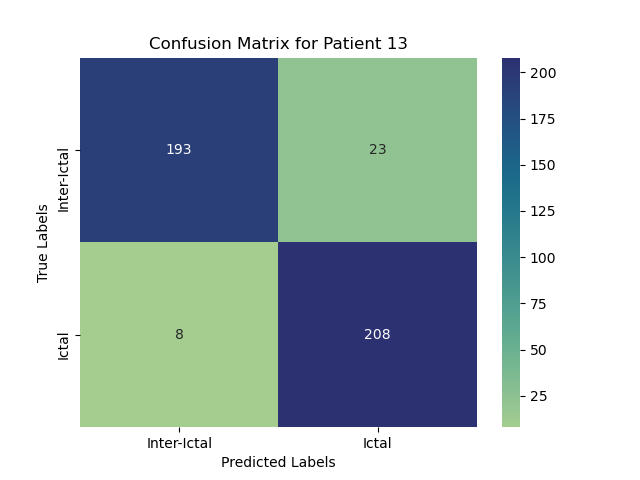 Confusion Matrix for Patient 13
193
23
8
208
Inter-Ictal
Ictal
True Labels
Inter-Ictal
Ictal
Predicted Labels
200
175
150
125
100
75
50
25